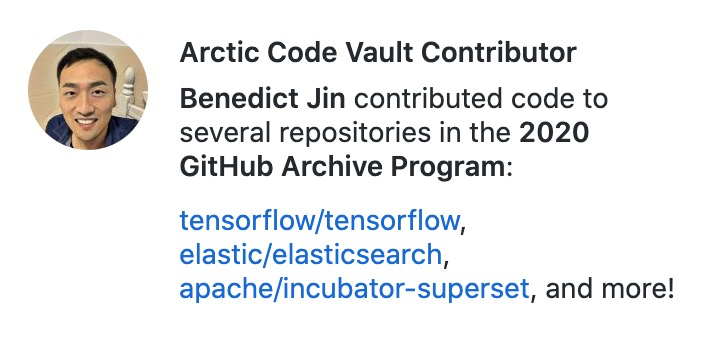 Arctic Code Vault Contributor
Benedict Jin contributed code to
several repositories in the 2020
GitHub Archive Program:
tensorflow/tensorflow,
elastic/elasticsearch,
apache/incubator-superset, and more!